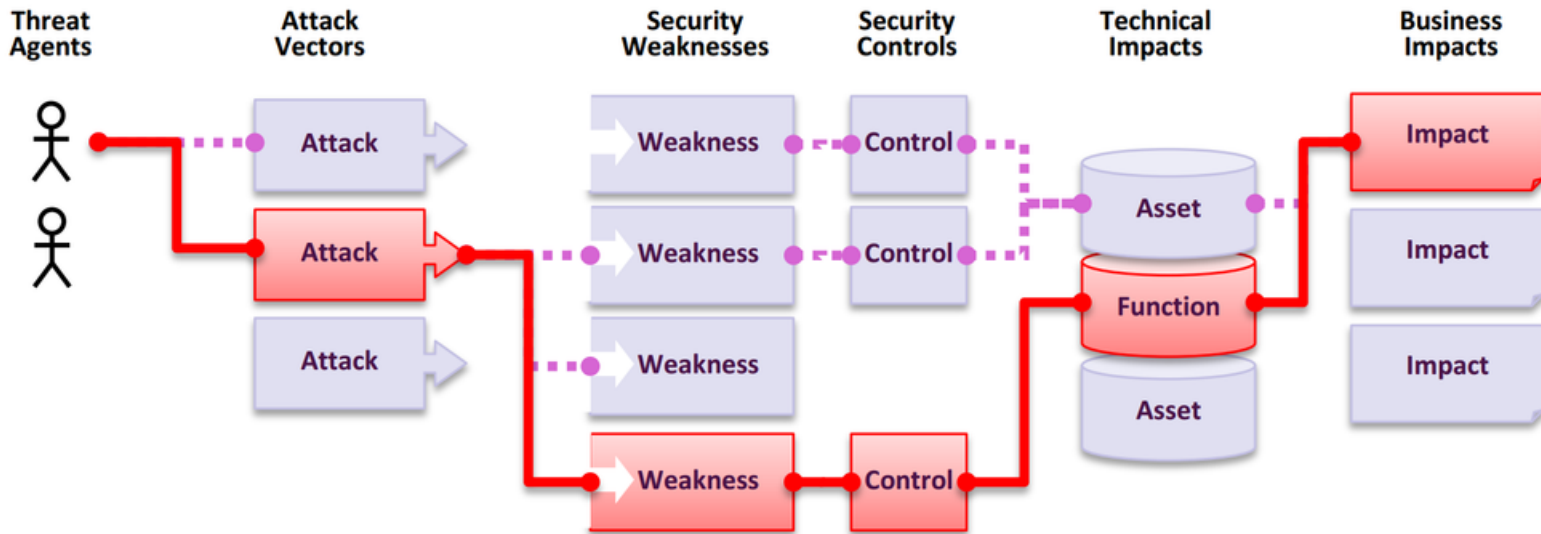 Threat Agents
Attack Vectors
Security Weaknesses
Security Controls
Technical Impacts
Business Impacts
Attack
Weakness
Control
Impact
Asset
Attack
Weakness
Control
Impact
Function
Attack
Weakness
Impact
Asset
Weakness
Control